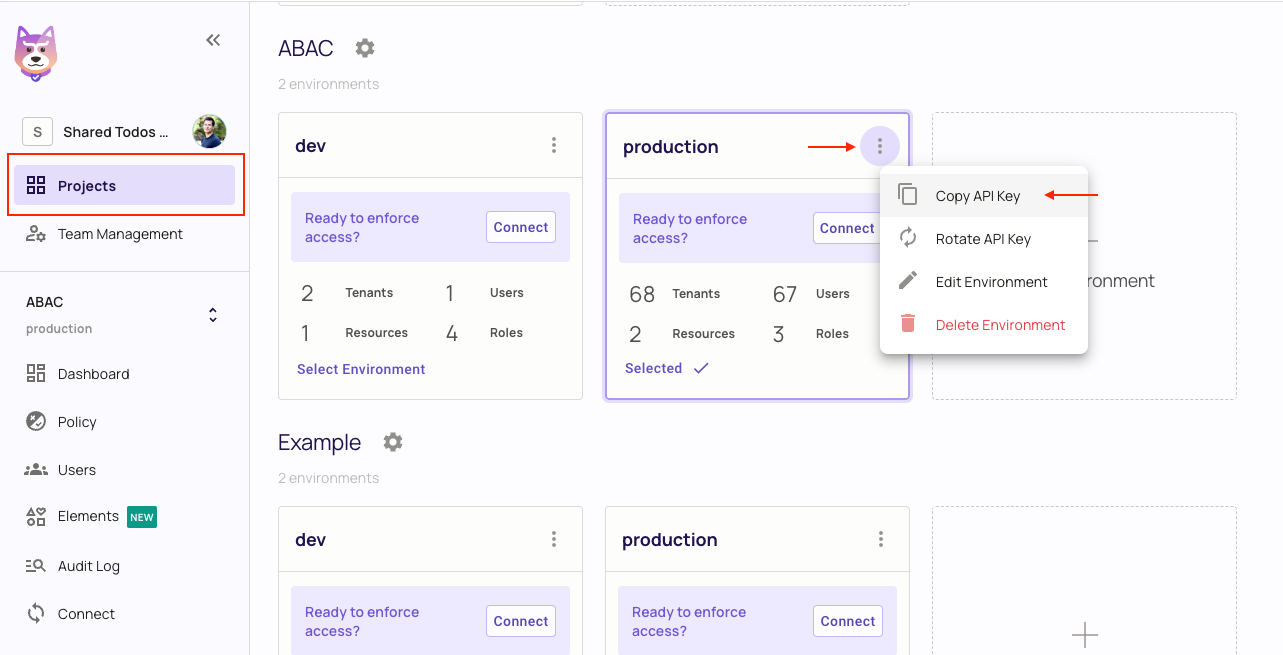 S
Shared Todos ...
Projects
Team Management
ABAC
production
Dashboard
Policy
Users
Elements NEW
Audit Log
Connect
ABAC
2 environments
dev
Ready to enforce
access?
Connect
2 Tenants 1 Users
1 Resources 4 Roles
Select Environment
production
Ready to enforce
access?
Connect
68 Tenants 67 Users
2 Resources 3 Roles
Selected
Copy API Key
Rotate API Key
Edit Environment
Delete Environment
ronment
Example
2 environments
dev
Ready to enforce
access?
Connect
production
Ready to enforce
access?
Connect